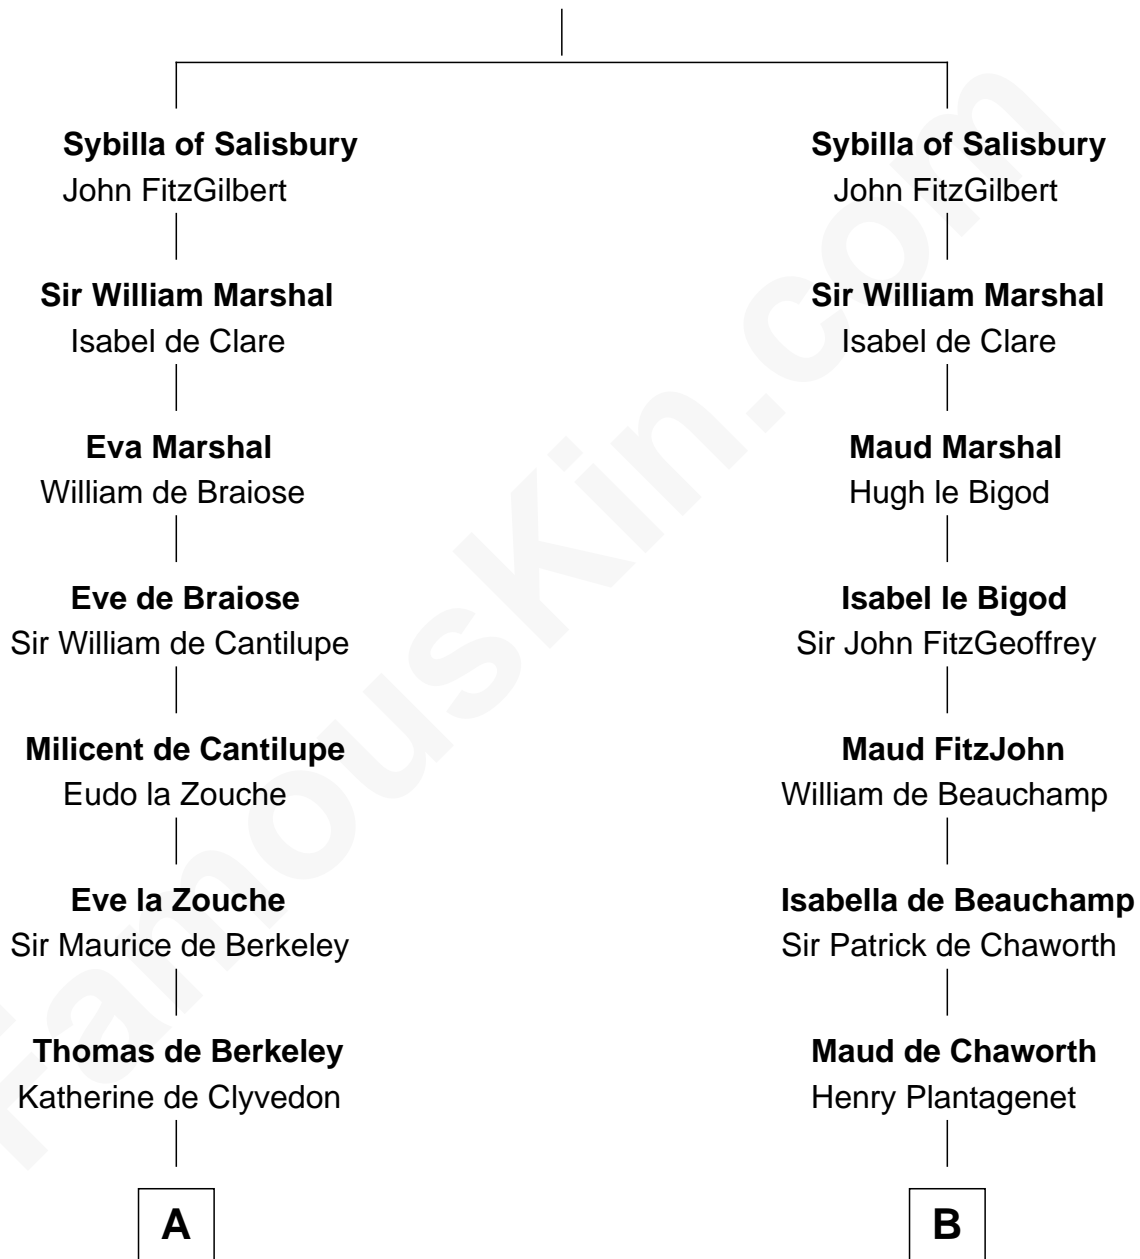 Sybilla of Salisbury
John FitzGilbert
Sir William Marshal
Isabel de Clare
Eva Marshal
William de Braiose
Eve de Braiose
Sir William de Cantilupe
Milicent de Cantilupe
Eudo la Zouche
Eve la Zouche
Sir Maurice de Berkeley
Thomas de Berkeley
Katherine de Clyvedon
A
Sybilla of Salisbury
John FitzGilbert
Sir William Marshal
Isabel de Clare
Maud Marshal
Hugh le Bigod
Isabel le Bigod
Sir John FitzGeoffrey
Maud FitzJohn
William de Beauchamp
Isabella de Beauchamp
Sir Patrick de Chaworth
Maud de Chaworth
Henry Plantagenet
B
FamousKin.com